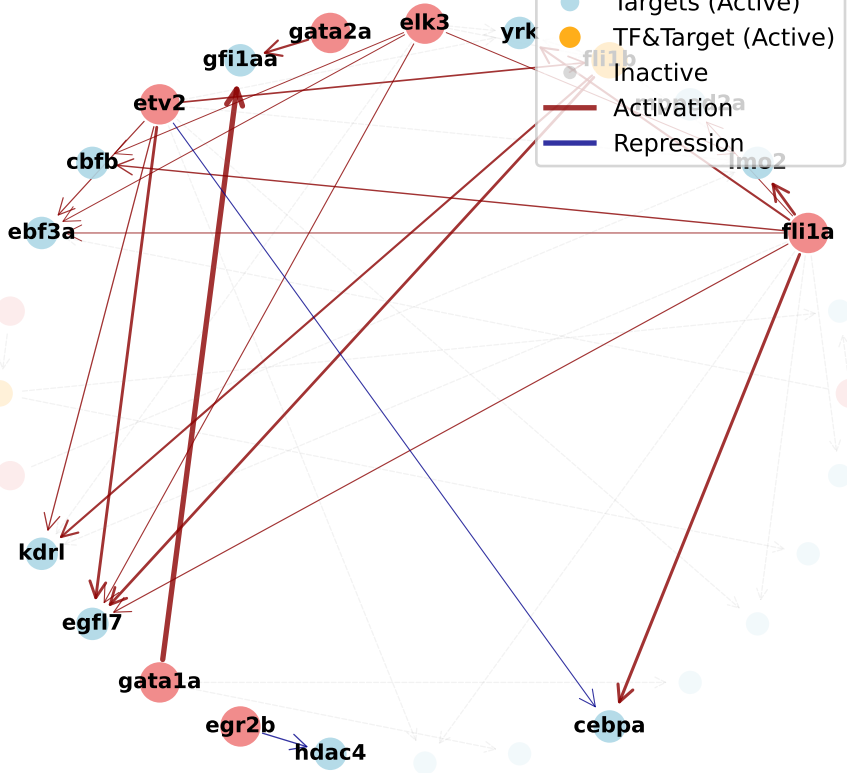 Targets (Active)
elk3
gata2a
yrk
TF&Target (Active)
gfi1aa
fli1b
Inactive
etv2
Activation
Repression
cbfb
lmo2
ebf3a
fli1a
kdrl
egfl7
gata1a
egr2b
cebpa
hdac4